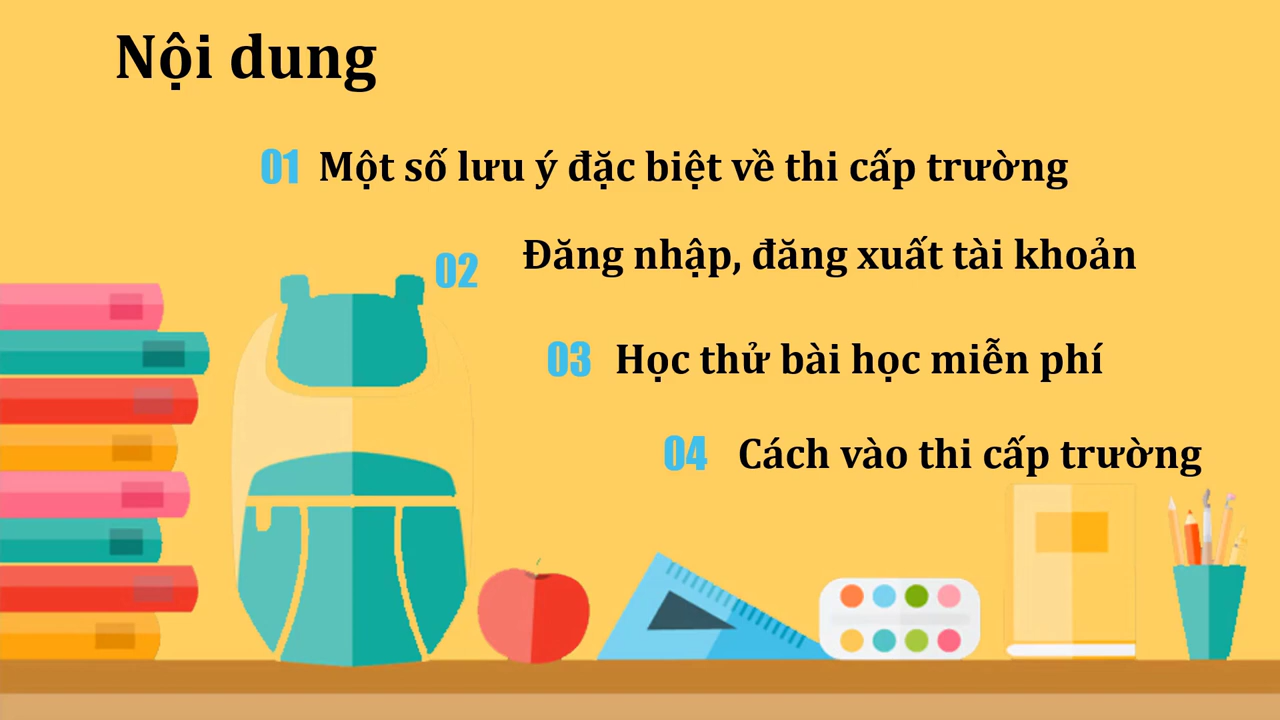 Nội dung
01 Một số lưu ý đặc biệt về thi cấp trường
02 Đăng nhập, đăng xuất tài khoản
03 Học thử bài học miễn phí
04 Cách vào thi cấp trường